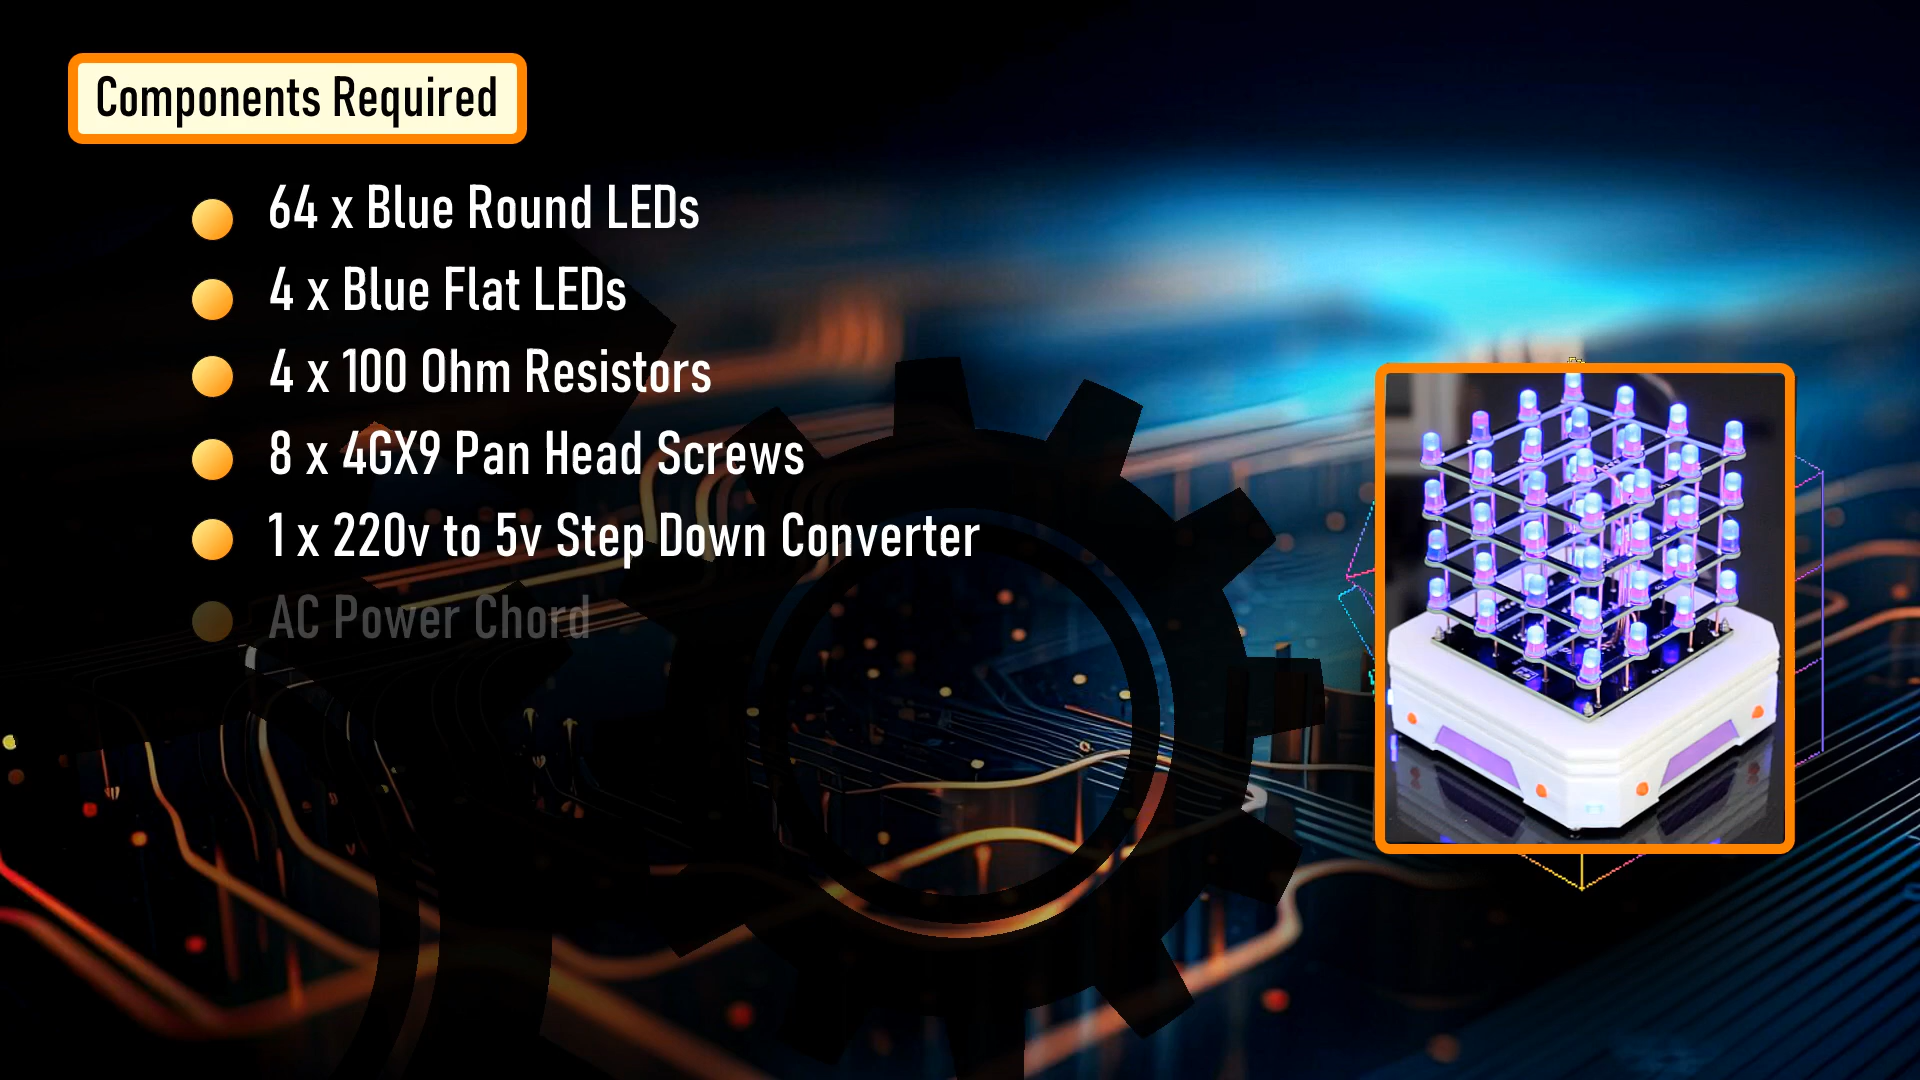 Components Required
64 x Blue Round LEDs
4 x Blue Flat LEDs
4 x 100 Ohm Resistors
8 x 4GX9 Pan Head Screws
1 x 220v to 5v Step Down Converter
AC Power Chord